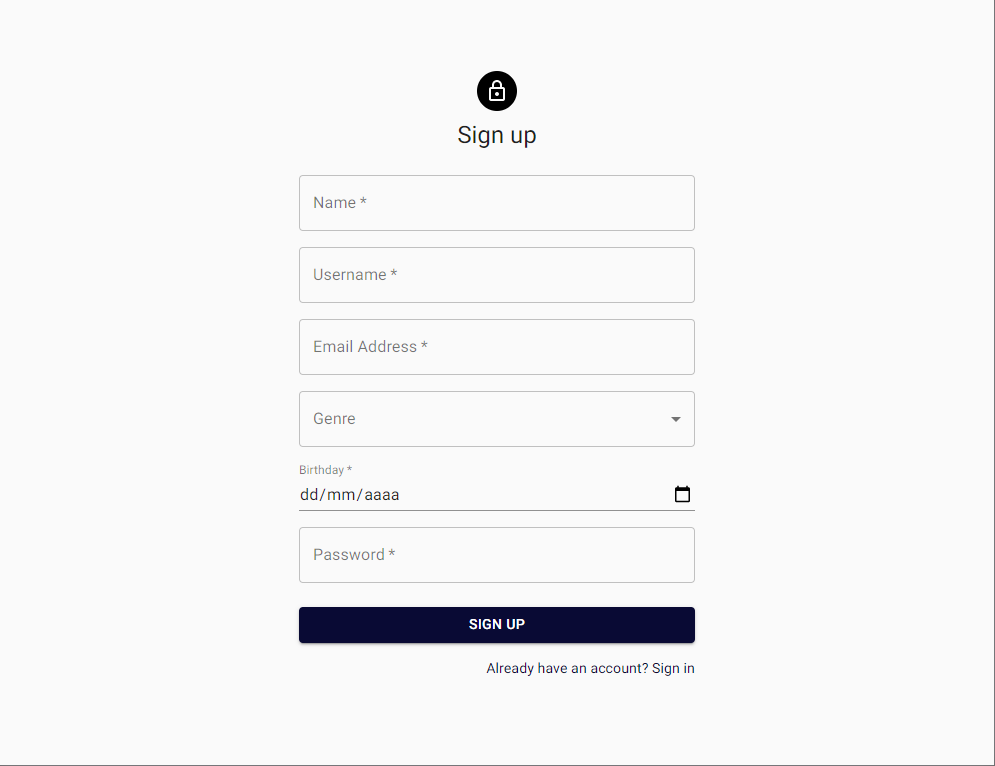 Sign up
Name *
Username *
Email Address *
Genre
Birthday *
dd/mm/aaaa
Password *
SIGN UP
Already have an account? Sign in